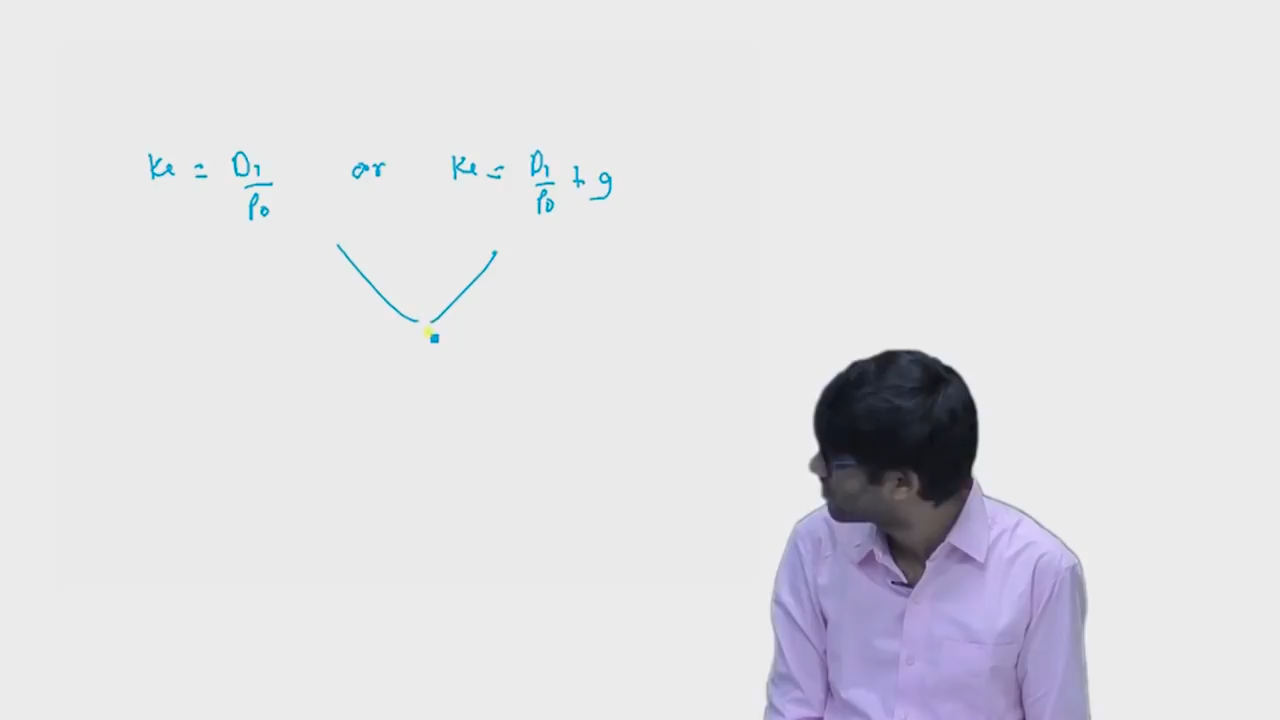 Ke = D1/P0 or Ke = D1/P0 + g